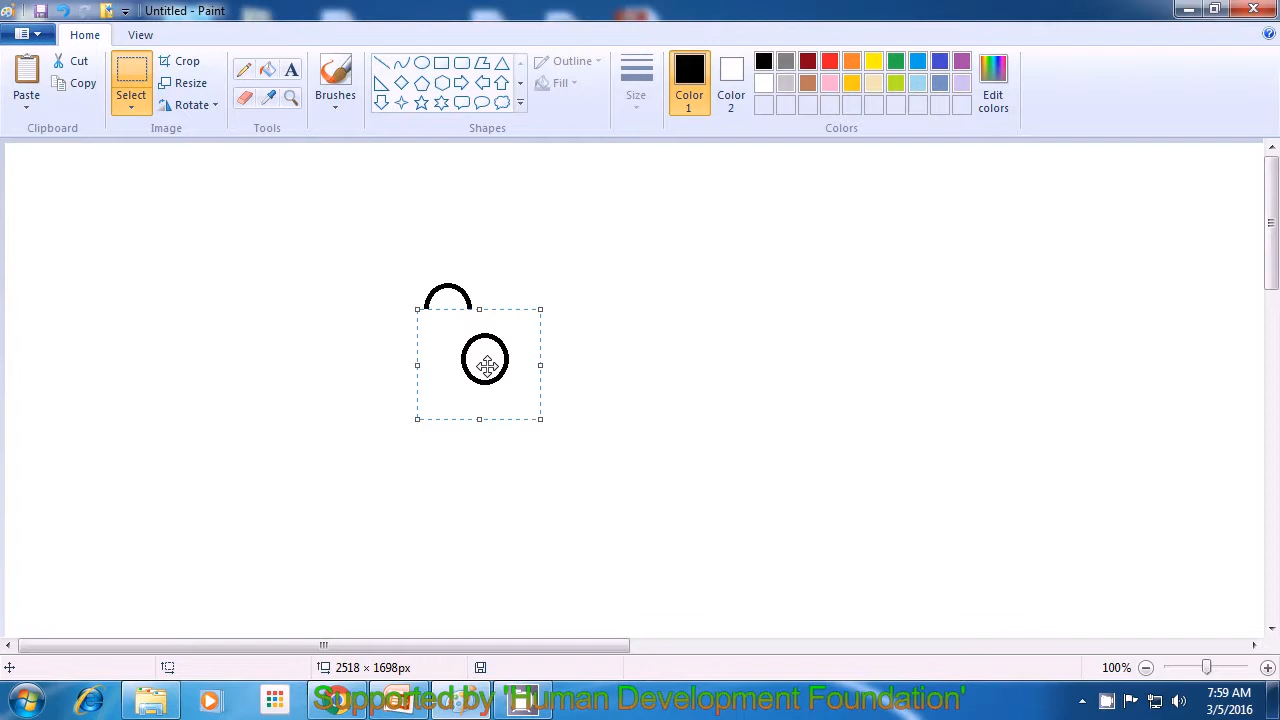 Untitled - Paint
Home
View
Paste
Cut
Copy
Clipboard
Select
Crop
Resize
Rotate
Image
A
Tools
Brushes
Outline
Fill
Shapes
Size
Color 1
Color 2
Edit colors
Colors
2518 × 1698px
100%
Supported by 'Human Development Foundation'
7:59 AM
3/5/2016